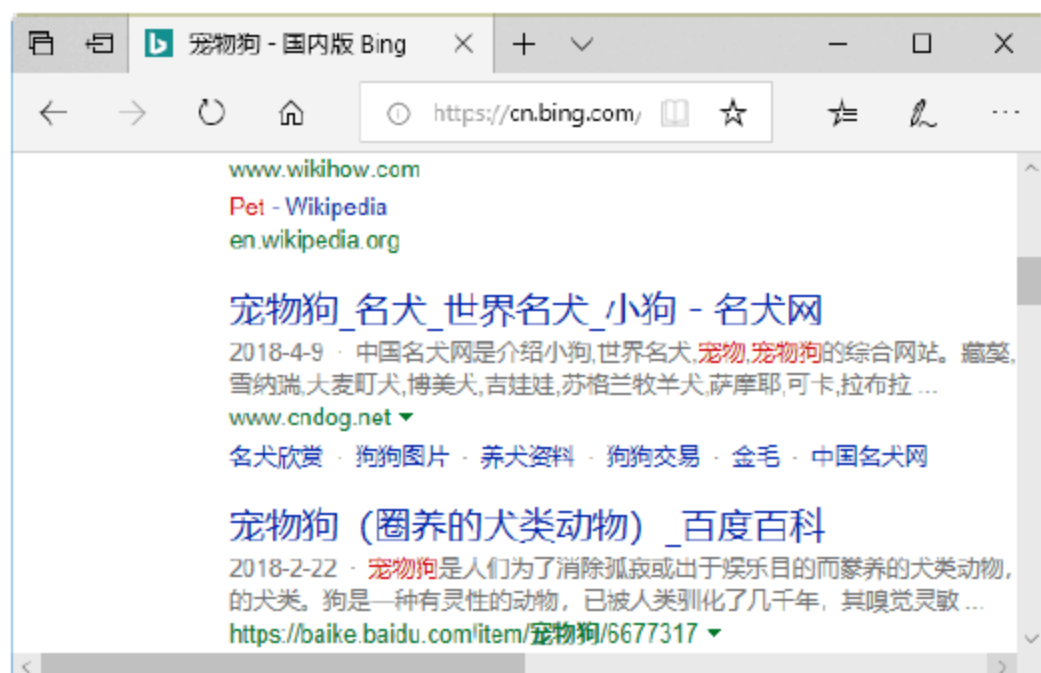 宠物狗 - 国内版 Bing
https://cn.bing.com/
www.wikihow.com
Pet - Wikipedia
en.wikipedia.org
宠物狗_名犬_世界名犬_小狗 - 名犬网
2018-4-9 · 中国名犬网是介绍小狗,世界名犬,宠物,宠物狗的综合网站。藏獒,
雪纳瑞,大麦町犬,博美犬,吉娃娃,苏格兰牧羊犬,萨摩耶,可卡,拉布拉 ...
www.cndog.net
名犬欣赏 · 狗狗图片 · 养犬资料 · 狗狗交易 · 金毛 · 中国名犬网
宠物狗（圈养的犬类动物）_百度百科
2018-2-22 · 宠物狗是人们为了消除孤寂或出于娱乐目的而豢养的犬类动物,
的犬类。狗是一种有灵性的动物，已被人类驯化了几千年，其嗅觉灵敏 ...
https://baike.baidu.com/item/宠物狗/6677317